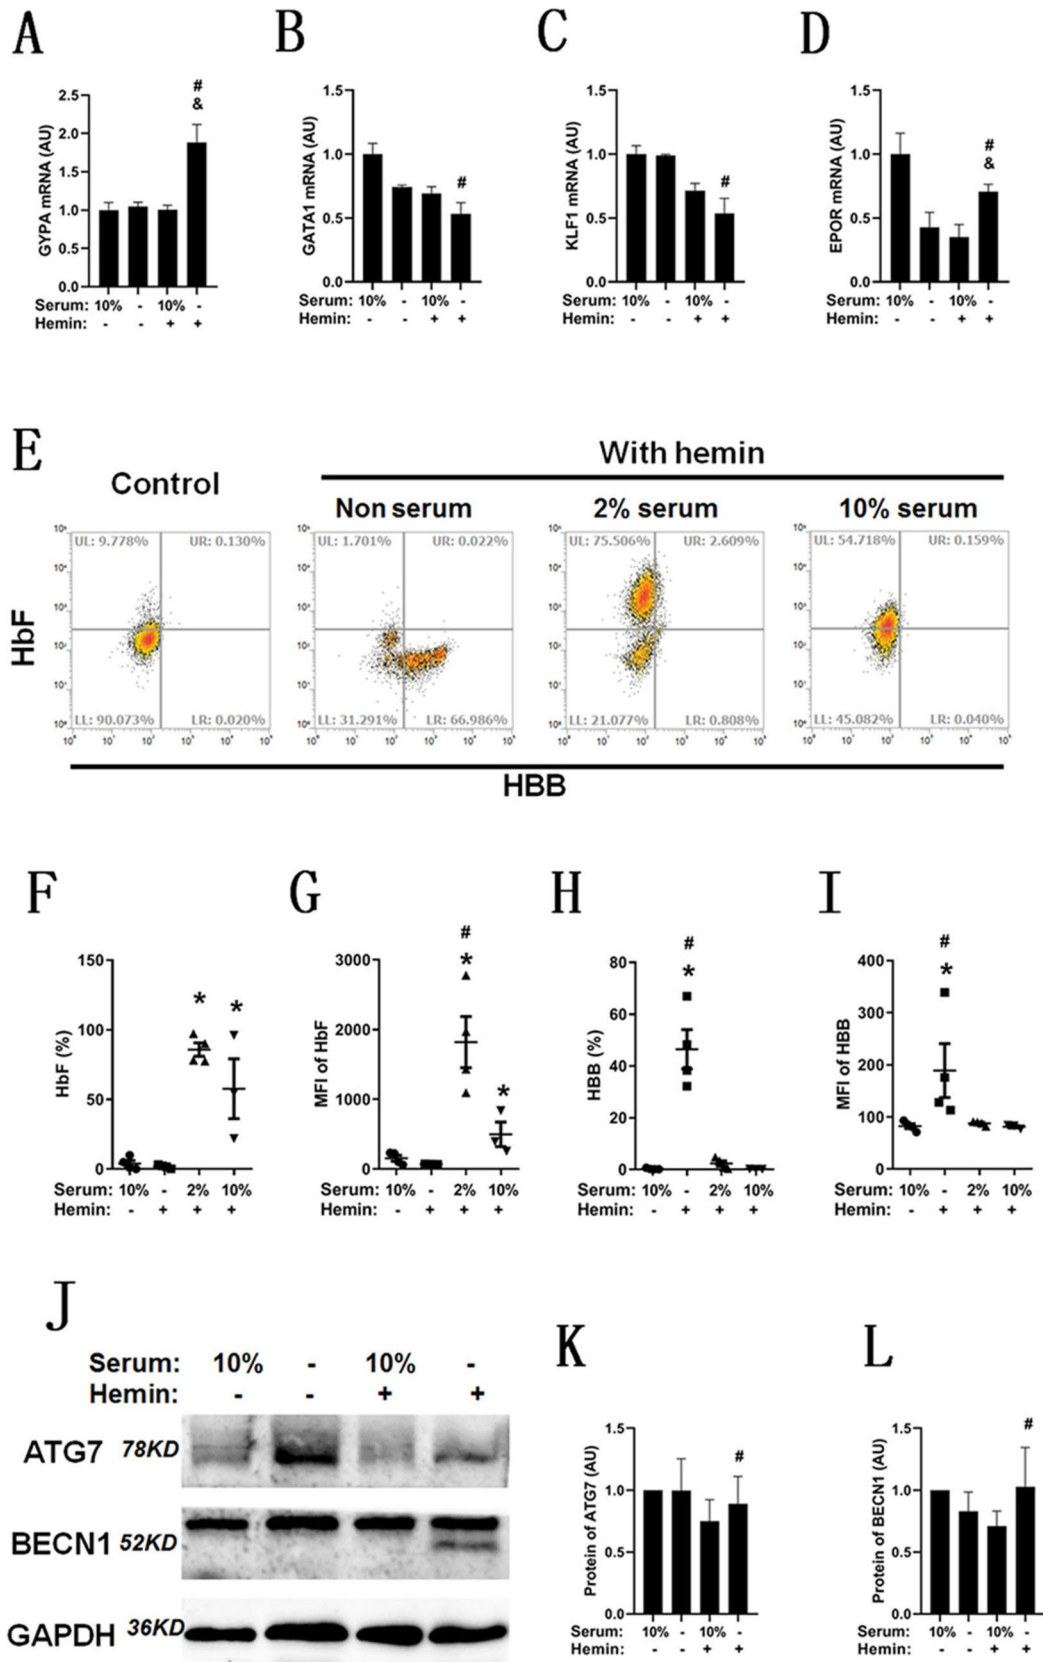 A
B
C
D
GYPA mRNA (AU)
2.5
2.0
1.5
1.0
0.5
0.0
#
&
Serum: 10% - 10% -
Hemin: - - + +
GATA1 mRNA (AU)
1.5
1.0
0.5
0.0
#
Serum: 10% - 10% -
Hemin: - - + +
KLF1 mRNA (AU)
1.5
1.0
0.5
0.0
#
Serum: 10% - 10% -
Hemin: - - + +
EPOR mRNA (AU)
1.5
1.0
0.5
0.0
#
&
Serum: 10% - 10% -
Hemin: - - + +
E
With hemin
Control
Non serum
2% serum
10% serum
UL: 9.778% UR: 0.130%
LL: 90.073% LR: 0.020%
UL: 1.701% UR: 0.022%
LL: 31.291% LR: 66.986%
UL: 75.506% UR: 2.609%
LL: 21.077% LR: 0.808%
UL: 54.718% UR: 0.159%
LL: 45.082% LR: 0.040%
HbF
HBB
F
G
H
I
HbF (%)
150
100
50
0
* *
Serum: 10% - 2% 10%
Hemin: - + + +
MFI of HbF
3000
2000
1000
0
#
*
*
Serum: 10% - 2% 10%
Hemin: - + + +
HBB (%)
80
60
40
20
0
#
*
Serum: 10% - 2% 10%
Hemin: - + + +
MFI of HBB
400
300
200
100
0
#
*
Serum: 10% - 2% 10%
Hemin: - + + +
J
Serum: 10% - 10% -
Hemin: - - + +
ATG7 78KD
BECN1 52KD
GAPDH 36KD
K
L
Protein of ATG7 (AU)
1.5
1.0
0.5
0.0
#
Serum: 10% - 10% -
Hemin: - - + +
Protein of BECN1 (AU)
1.5
1.0
0.5
0.0
#
Serum: 10% - 10% -
Hemin: - - + +